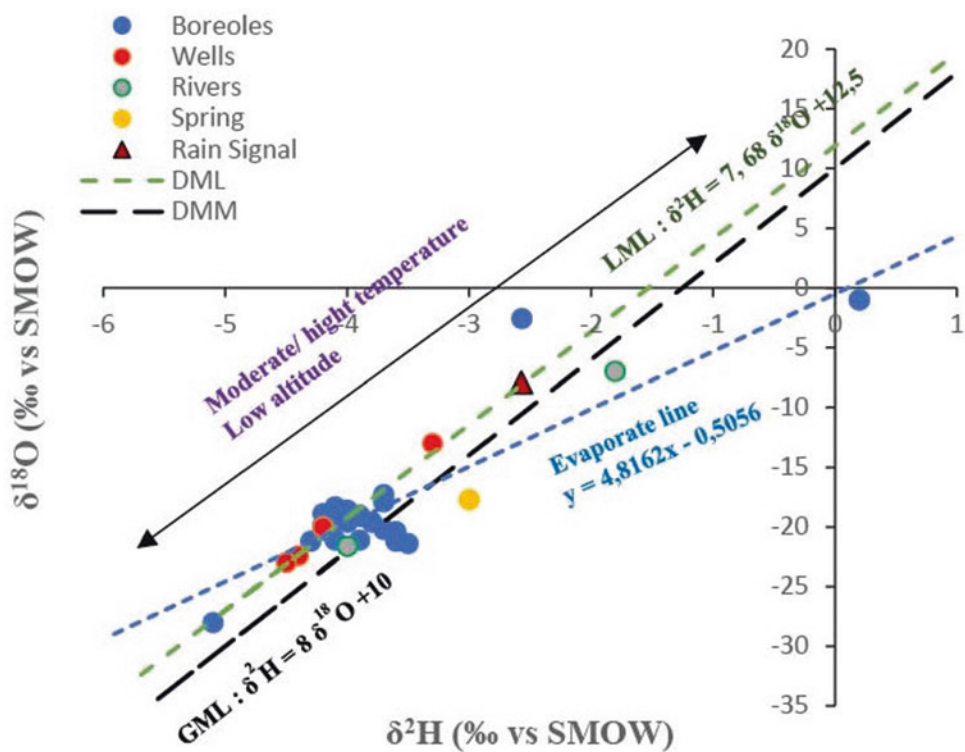 Boreoles
Wells
Rivers
Spring
Rain Signal
DML
DMM
20
15
10
5
0
-5
-10
-15
-20
-25
-30
-35
-6
-5
-4
-3
-2
-1
0
1
δ¹⁸O (‰ vs SMOW)
δ²H (‰ vs SMOW)
Moderate/ hight temperature
Low altitude
LML : δ²H = 7, 68 δ¹⁸O +12,5
Evaporate line
y = 4,8162x - 0,5056
GML : δ²H = 8 δ¹⁸O +10